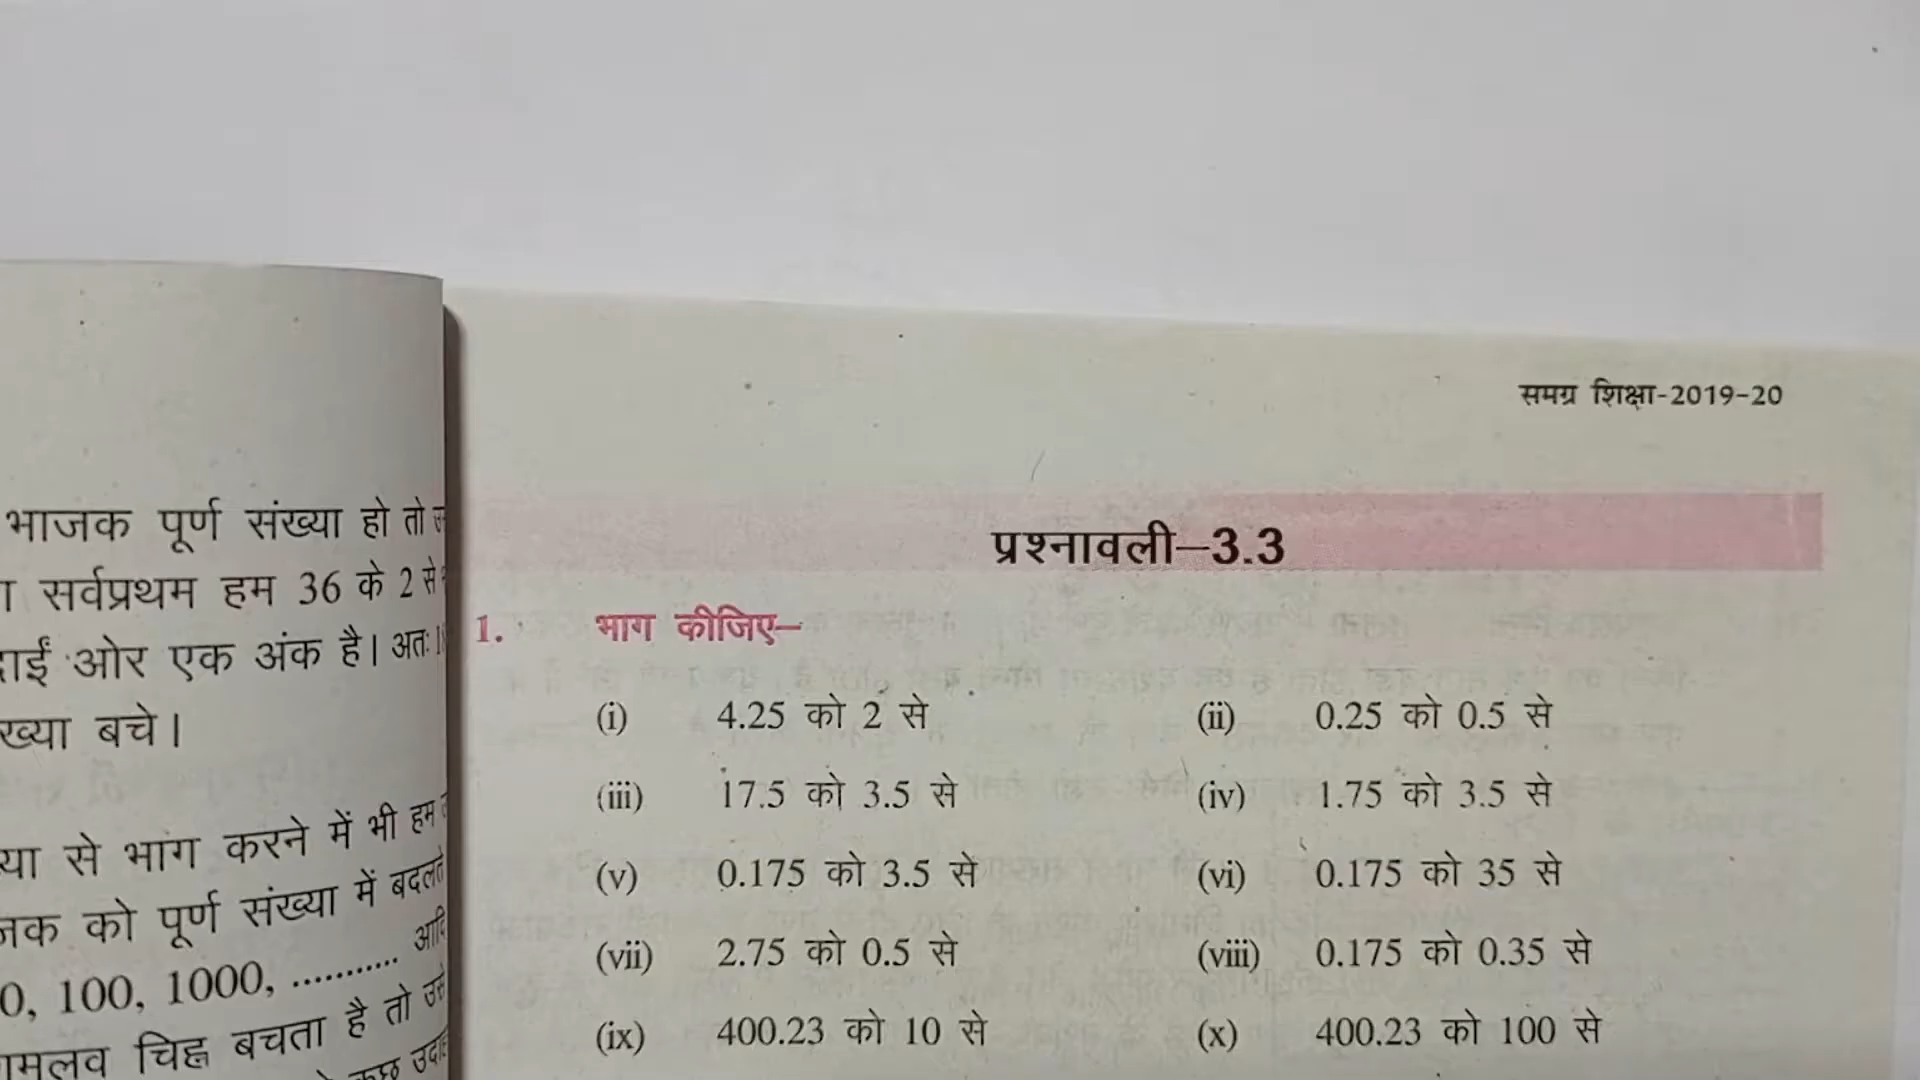 भाजक पूर्ण संख्या हो तो
सर्वप्रथम हम 36 के 2 से
ओर एक अंक है। अतः
बचे।
से भाग करने में भी हम
को पूर्ण संख्या में बदलते
आदि
100, 1000, ...........
चिह्न बचता है तो उसे
कुछ
समग्र शिक्षा-2019-20
प्रश्नावली–3.3
1. भाग कीजिए–
(i) 4.25 को 2 से (ii) 0.25 को 0.5 से
(iii) 17.5 को 3.5 से (iv) 1.75 को 3.5 से
(v) 0.175 को 3.5 से (vi) 0.175 को 35 से
(vii) 2.75 को 0.5 से (viii) 0.175 को 0.35 से
(ix) 400.23 को 10 से (x) 400.23 को 100 से